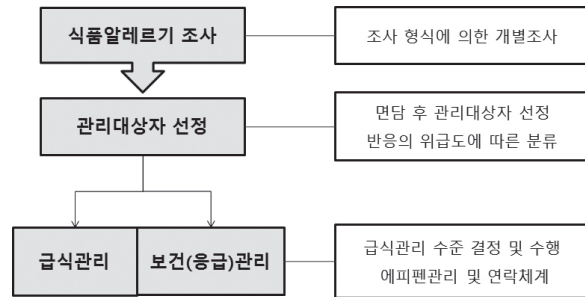 식품알레르기 조사
조사 형식에 의한 개별조사
관리대상자 선정
면담 후 관리대상자 선정
반응의 위급도에 따른 분류
급식관리
보건(응급)관리
급식관리 수준 결정 및 수행
에피펜관리 및 연락체계